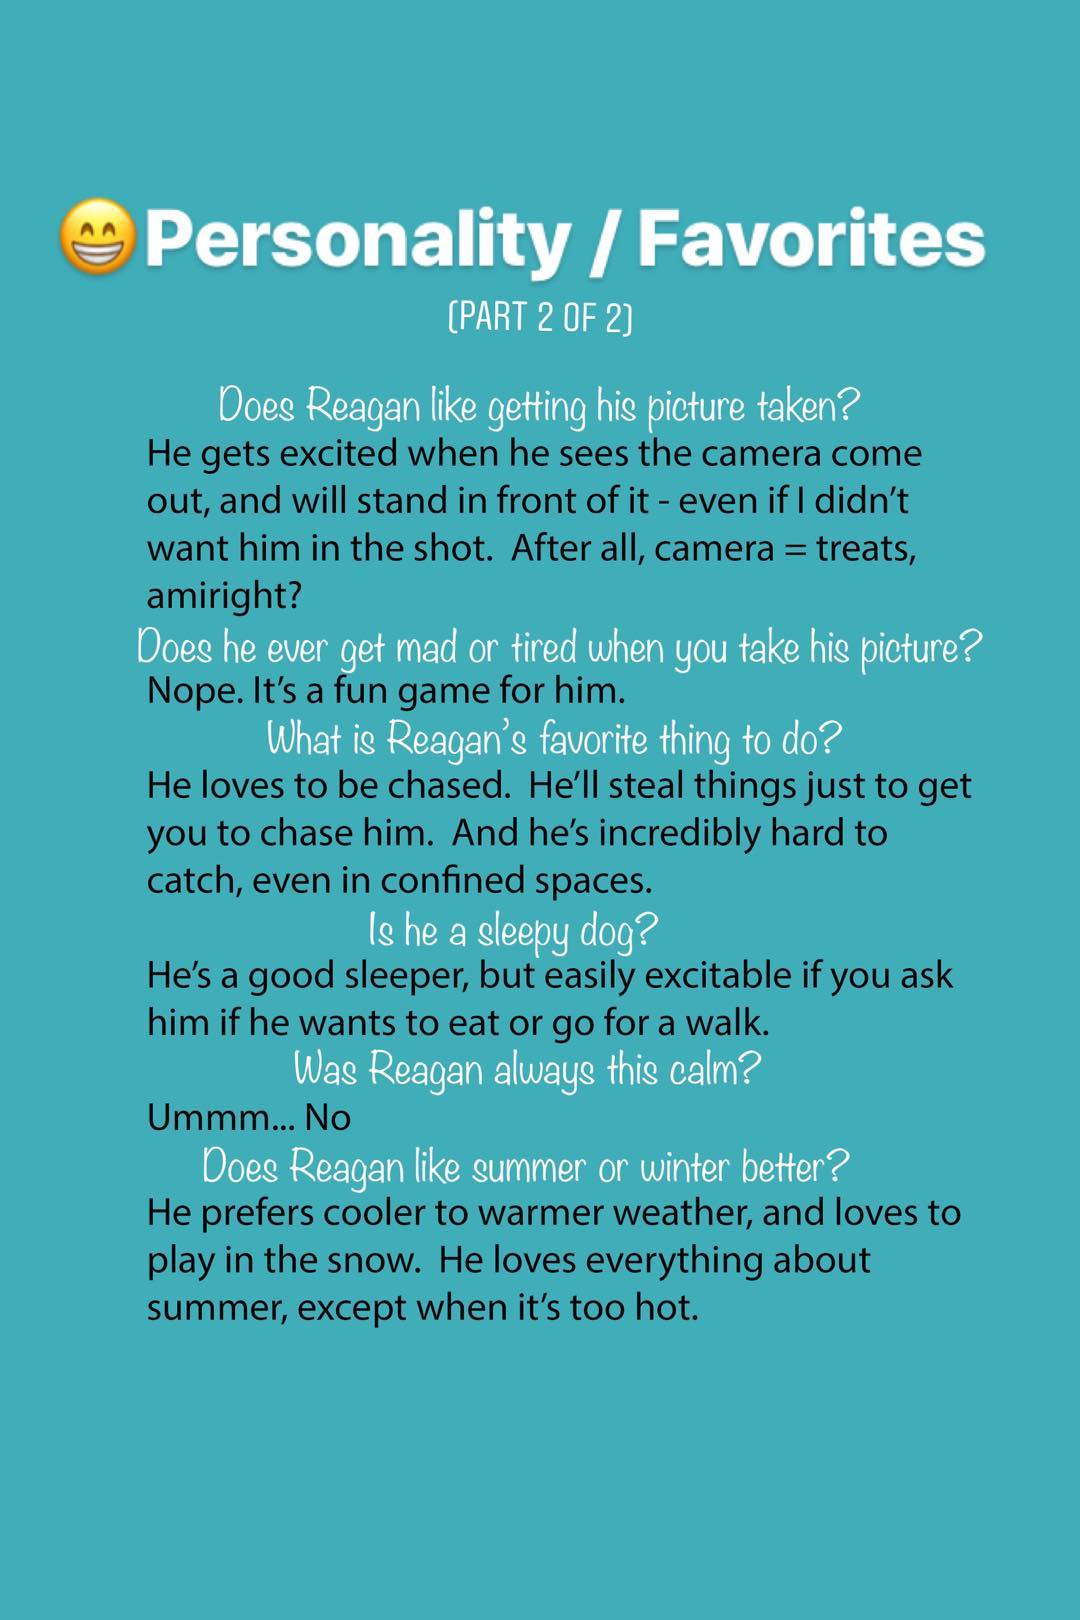 😁Personality / Favorites
(PART 2 OF 2)
Does Reagan like getting his picture taken?
He gets excited when he sees the camera come
out, and will stand in front of it - even if I didn’t
want him in the shot.  After all, camera = treats,
amiright?
Does he ever get mad or tired when you take his picture?
Nope. It’s a fun game for him.
What is Reagan’s favorite thing to do?
He loves to be chased.  He’ll steal things just to get
you to chase him.  And he’s incredibly hard to
catch, even in confined spaces.
Is he a sleepy dog?
He’s a good sleeper, but easily excitable if you ask
him if he wants to eat or go for a walk.
Was Reagan always this calm?
Ummm... No
Does Reagan like summer or winter better?
He prefers cooler to warmer weather, and loves to
play in the snow.  He loves everything about
summer, except when it’s too hot.